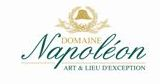 DOMAINE
Napoléon
ART & LIEU D'EXCEPTION